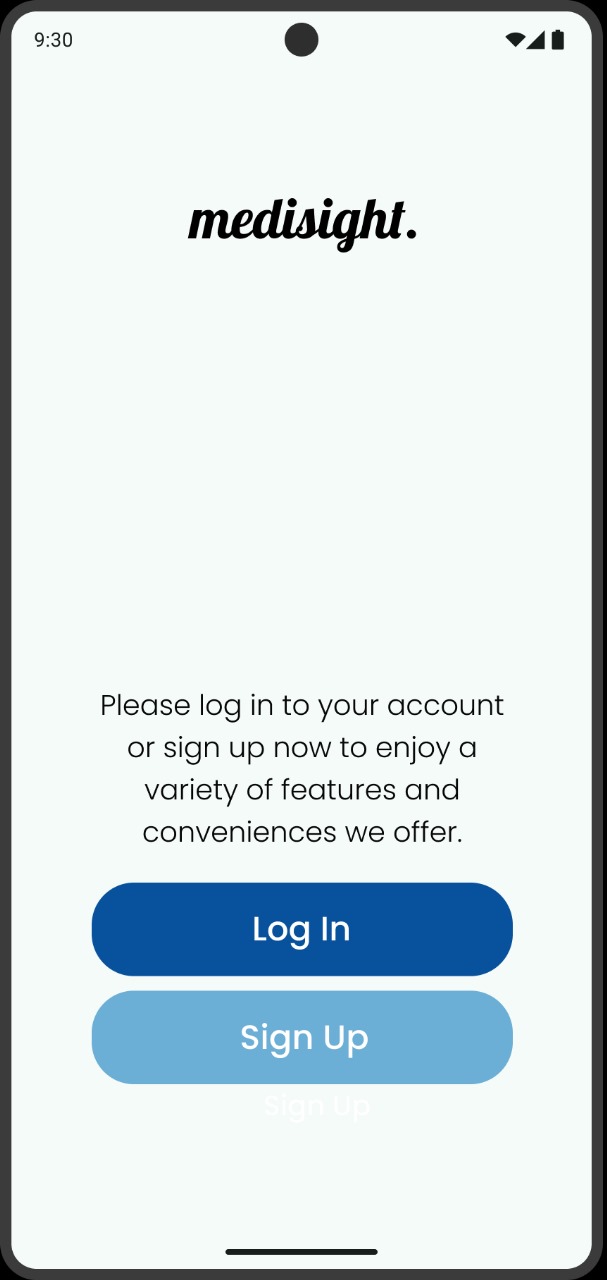 9:30
medisight.
Please log in to your account
or sign up now to enjoy a
variety of features and
conveniences we offer.
Log In
Sign Up
Sign Up